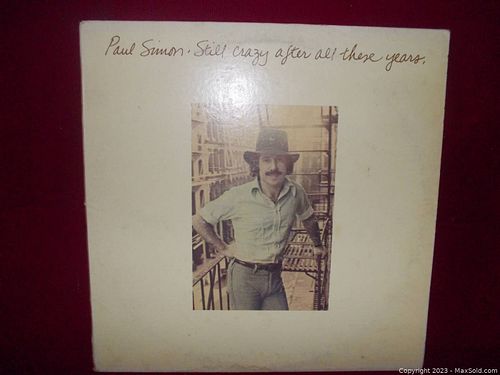 Paul Simon · Still crazy after all these years.
Copyright 2023 - MaxSold.com